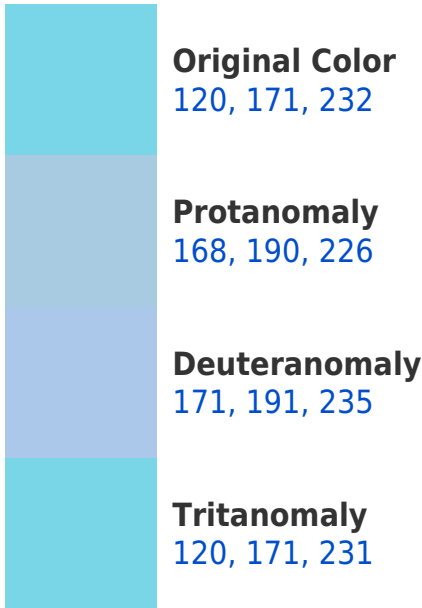 Original Color
120, 171, 232
Protanomaly
168, 190, 226
Deuteranomaly
171, 191, 235
Tritanomaly
120, 171, 231